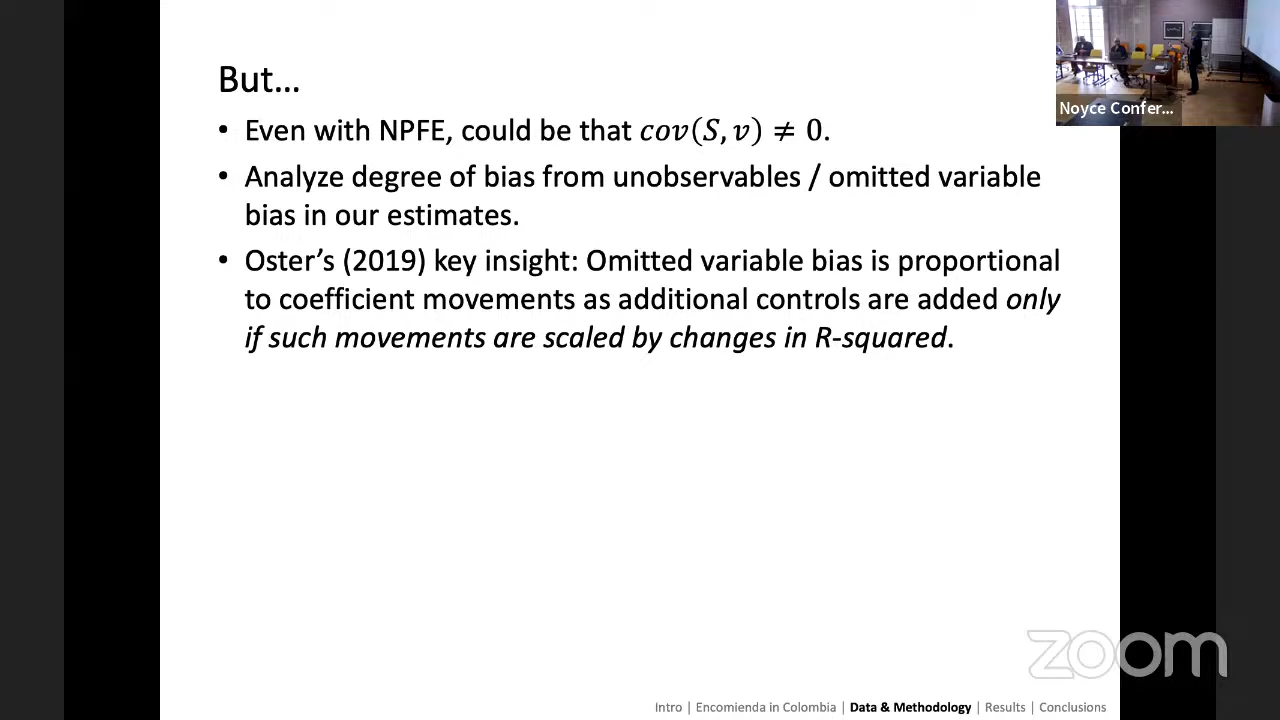 But...
• Even with NPFE, could be that 𝑐𝑜𝑣(𝑆, 𝑣) ≠ 0.
• Analyze degree of bias from unobservables / omitted variable
bias in our estimates.
• Oster's (2019) key insight: Omitted variable bias is proportional
to coefficient movements as additional controls are added only
if such movements are scaled by changes in R-squared.
Noyce Confer...
zoom
Intro | Encomienda in Colombia | Data & Methodology | Results | Conclusions